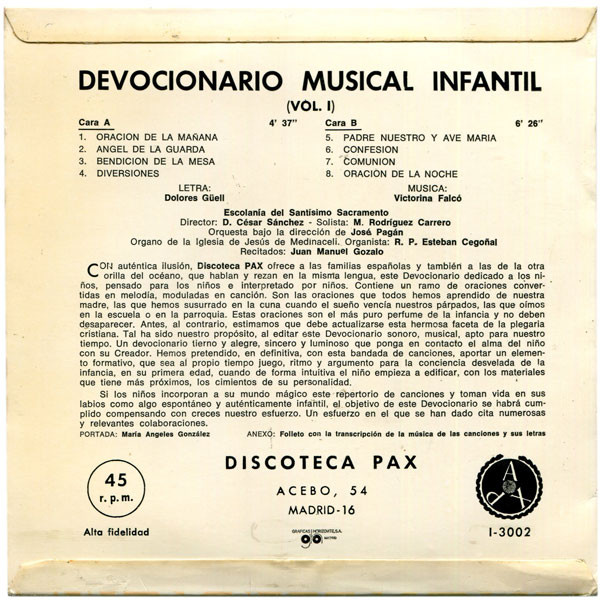 DEVOCIONARIO MUSICAL INFANTIL
(VOL. I)
Cara A 4' 37"
1. ORACION DE LA MAÑANA
2. ANGEL DE LA GUARDA
3. BENDICION DE LA MESA
4. DIVERSIONES
Cara B 6' 26"
5. PADRE NUESTRO Y AVE MARIA
6. CONFESION
7. COMUNION
8. ORACION DE LA NOCHE
LETRA:
Dolores Güell
MUSICA:
Victorina Falcó
Escolanía del Santísimo Sacramento
Director: D. César Sánchez - Solista: M. Rodríguez Carrero
Orquesta bajo la dirección de José Pagán
Organo de la Iglesia de Jesús de Medinaceli. Organista: R. P. Esteban Cegoñal
Recitados: Juan Manuel Gozalo
CON auténtica ilusión, Discoteca PAX ofrece a las familias españolas y también a las de la otra
orilla del océano, que hablan y rezan en la misma lengua, este Devocionario dedicado a los ni-
ños, pensado para los niños e interpretado por niños. Contiene un ramo de oraciones conver-
tidas en melodía, moduladas en canción. Son las oraciones que todos hemos aprendido de nuestra
madre, las que hemos susurrado en la cuna cuando el sueño vencía nuestros párpados, las que oímos
en la escuela o en la parroquia. Estas oraciones son el más puro perfume de la infancia y no deben
desaparecer. Antes, al contrario, estimamos que debe actualizarse esta hermosa faceta de la plegaria
cristiana. Tal ha sido nuestro propósito, al editar este Devocionario sonoro, musical, apto para nuestro
tiempo. Un devocionario tierno y alegre, sincero y luminoso que ponga en contacto el alma del niño
con su Creador. Hemos pretendido, en definitiva, con esta bandada de canciones, aportar un elemen-
to formativo, que sea al propio tiempo juego, ritmo y argumento para la conciencia desvelada de la
infancia, en su primera edad, cuando de forma intuitiva el niño empieza a edificar, con los materiales
que tiene más próximos, los cimientos de su personalidad.
Si los niños incorporan a su mundo mágico este repertorio de canciones y toman vida en sus
labios como algo espontáneo y auténticamente infantil, el objetivo de este Devocionario se habrá cum-
plido compensando con creces nuestro esfuerzo. Un esfuerzo en el que se han dado cita numerosas
y relevantes colaboraciones.
PORTADA: María Angeles González ANEXO: Folleto con la transcripción de la música de las canciones y sus letras
45
r. p. m.
Alta fidelidad
DISCOTECA PAX
ACEBO, 54
MADRID-16
GRAFICAS HORIZONTE, S.A.
MADRID
I-3002